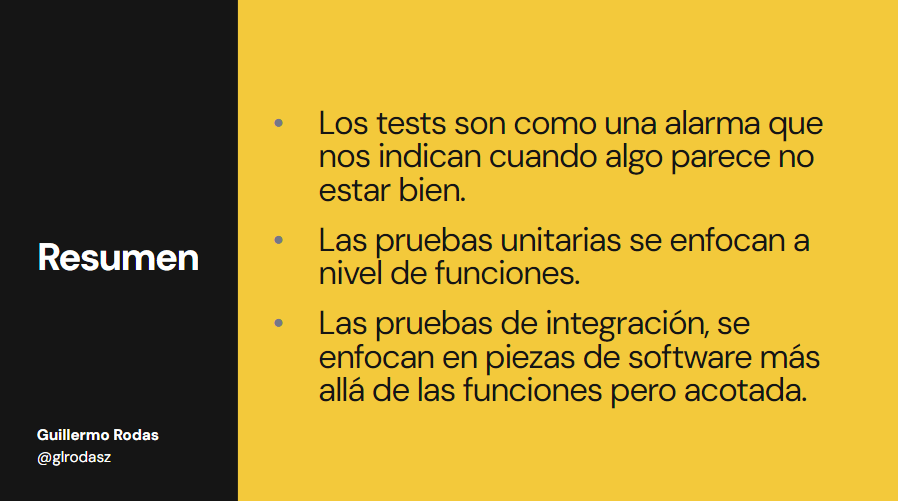 Resumen
Guillermo Rodas
@glrodasz
• Los tests son como una alarma que
nos indican cuando algo parece no
estar bien.
• Las pruebas unitarias se enfocan a
nivel de funciones.
• Las pruebas de integración, se
enfocan en piezas de software más
allá de las funciones pero acotada.